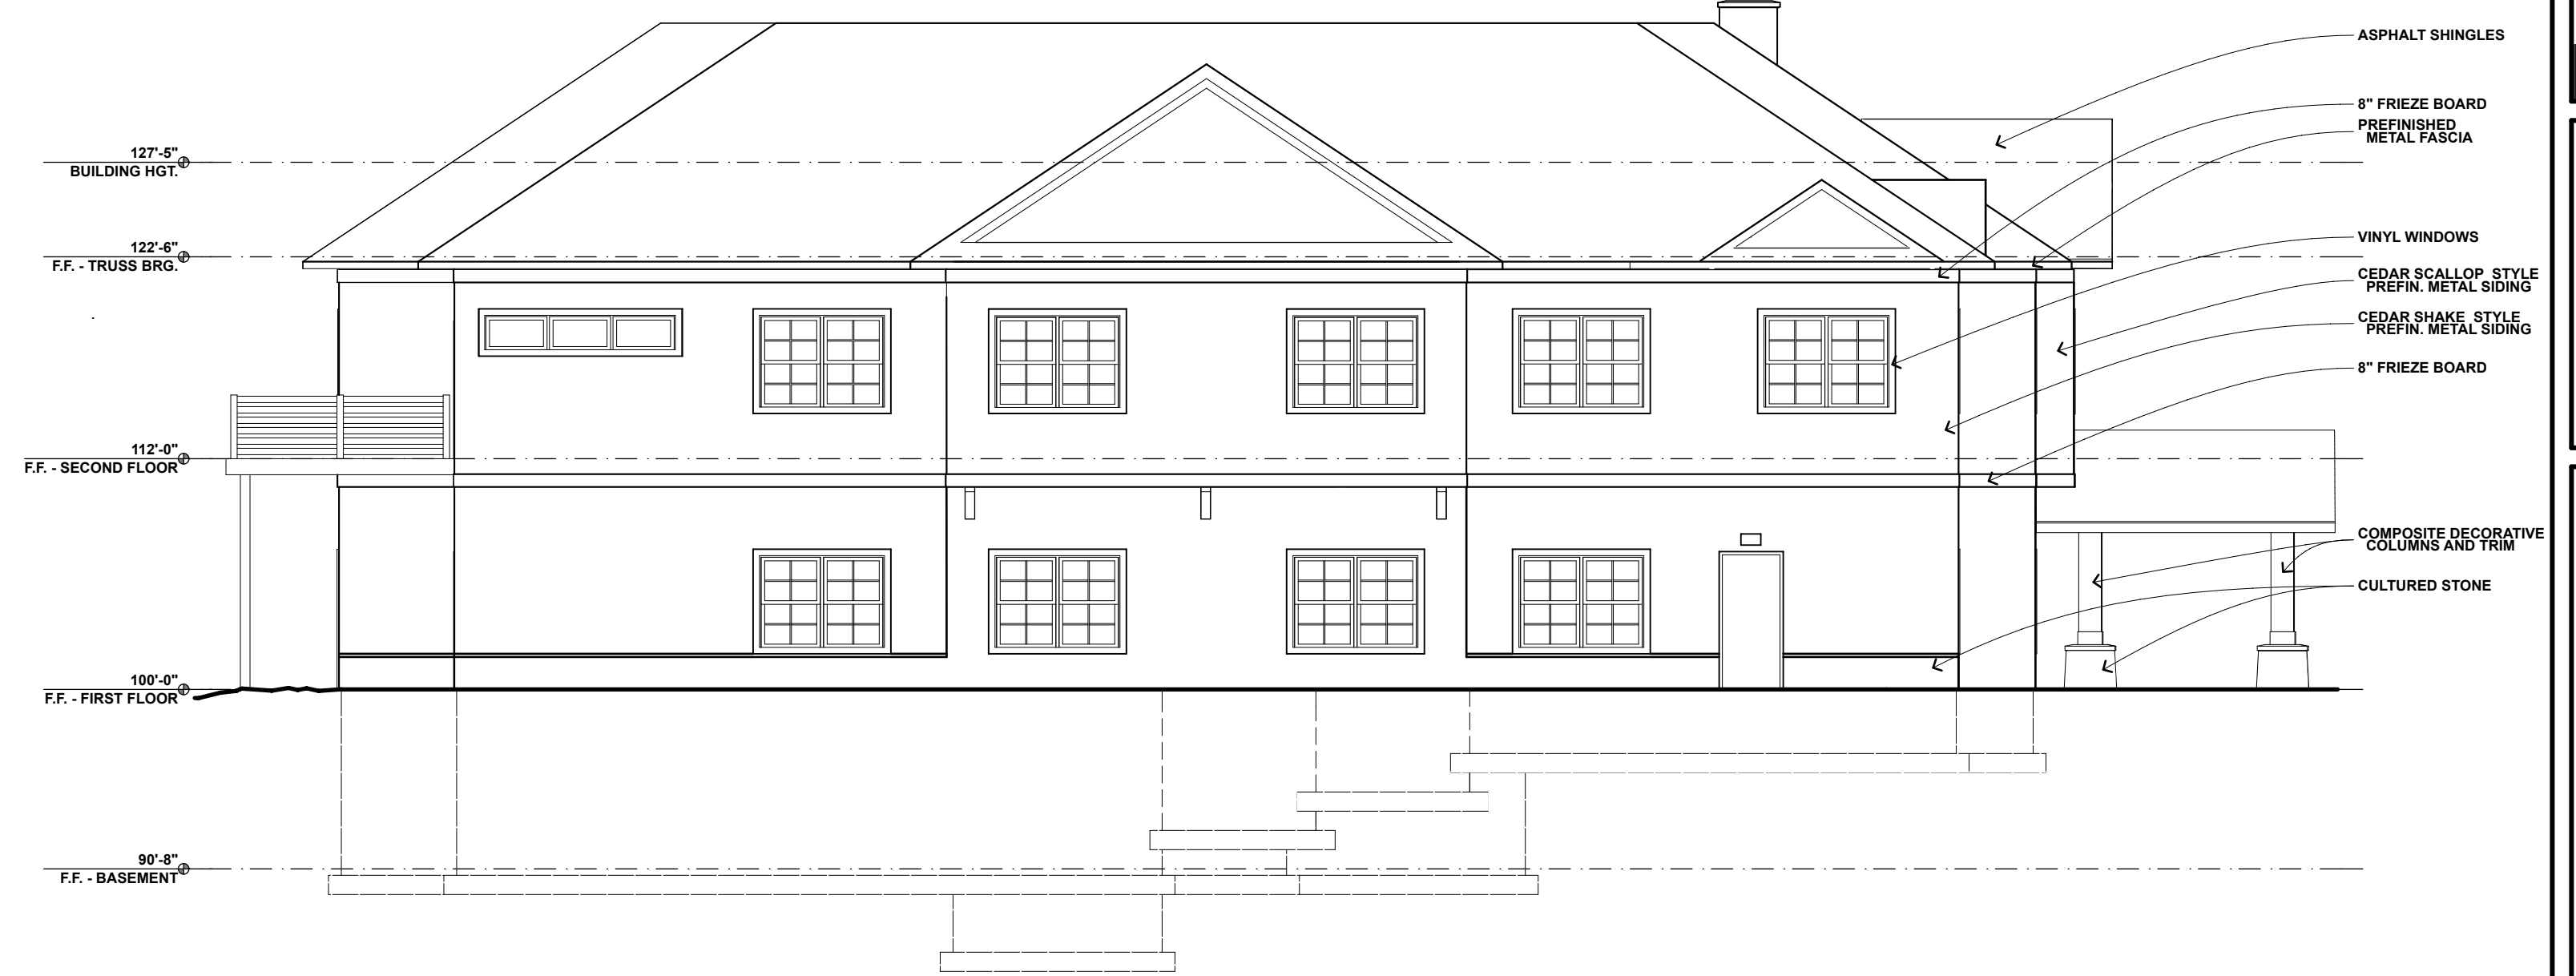 127'-5"
BUILDING HGT.
122'-6"
F.F. - TRUSS BRG.
112'-0"
F.F. - SECOND FLOOR
100'-0"
F.F. - FIRST FLOOR
90'-8"
F.F. - BASEMENT
ASPHALT SHINGLES
8" FRIEZE BOARD
PREFINISHED
METAL FASCIA
VINYL WINDOWS
CEDAR SCALLOP STYLE
PREFIN. METAL SIDING
CEDAR SHAKE STYLE
PREFIN. METAL SIDING
8" FRIEZE BOARD
COMPOSITE DECORATIVE
COLUMNS AND TRIM
CULTURED STONE